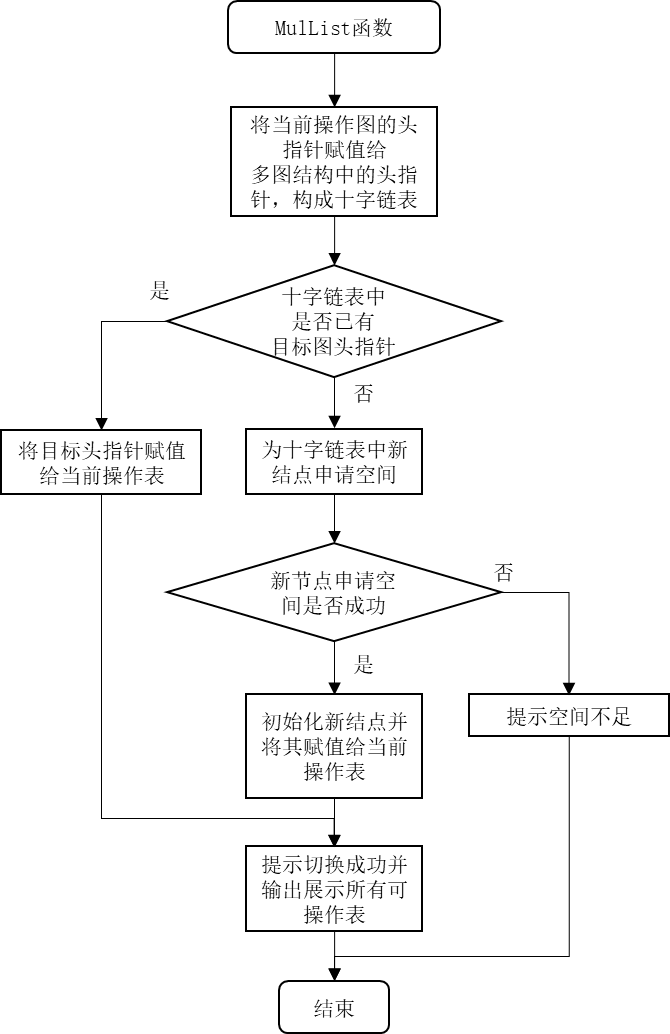 MulList函数
将当前操作图的头
指针赋值给
多图结构中的头指
针，构成十字链表
是
十字链表中
是否已有
目标图头指针
否
将目标头指针赋值
给当前操作表
为十字链表中新
结点申请空间
否
新节点申请空
间是否成功
是
初始化新结点并
将其赋值给当前
操作表
提示空间不足
提示切换成功并
输出展示所有可
操作表
结束